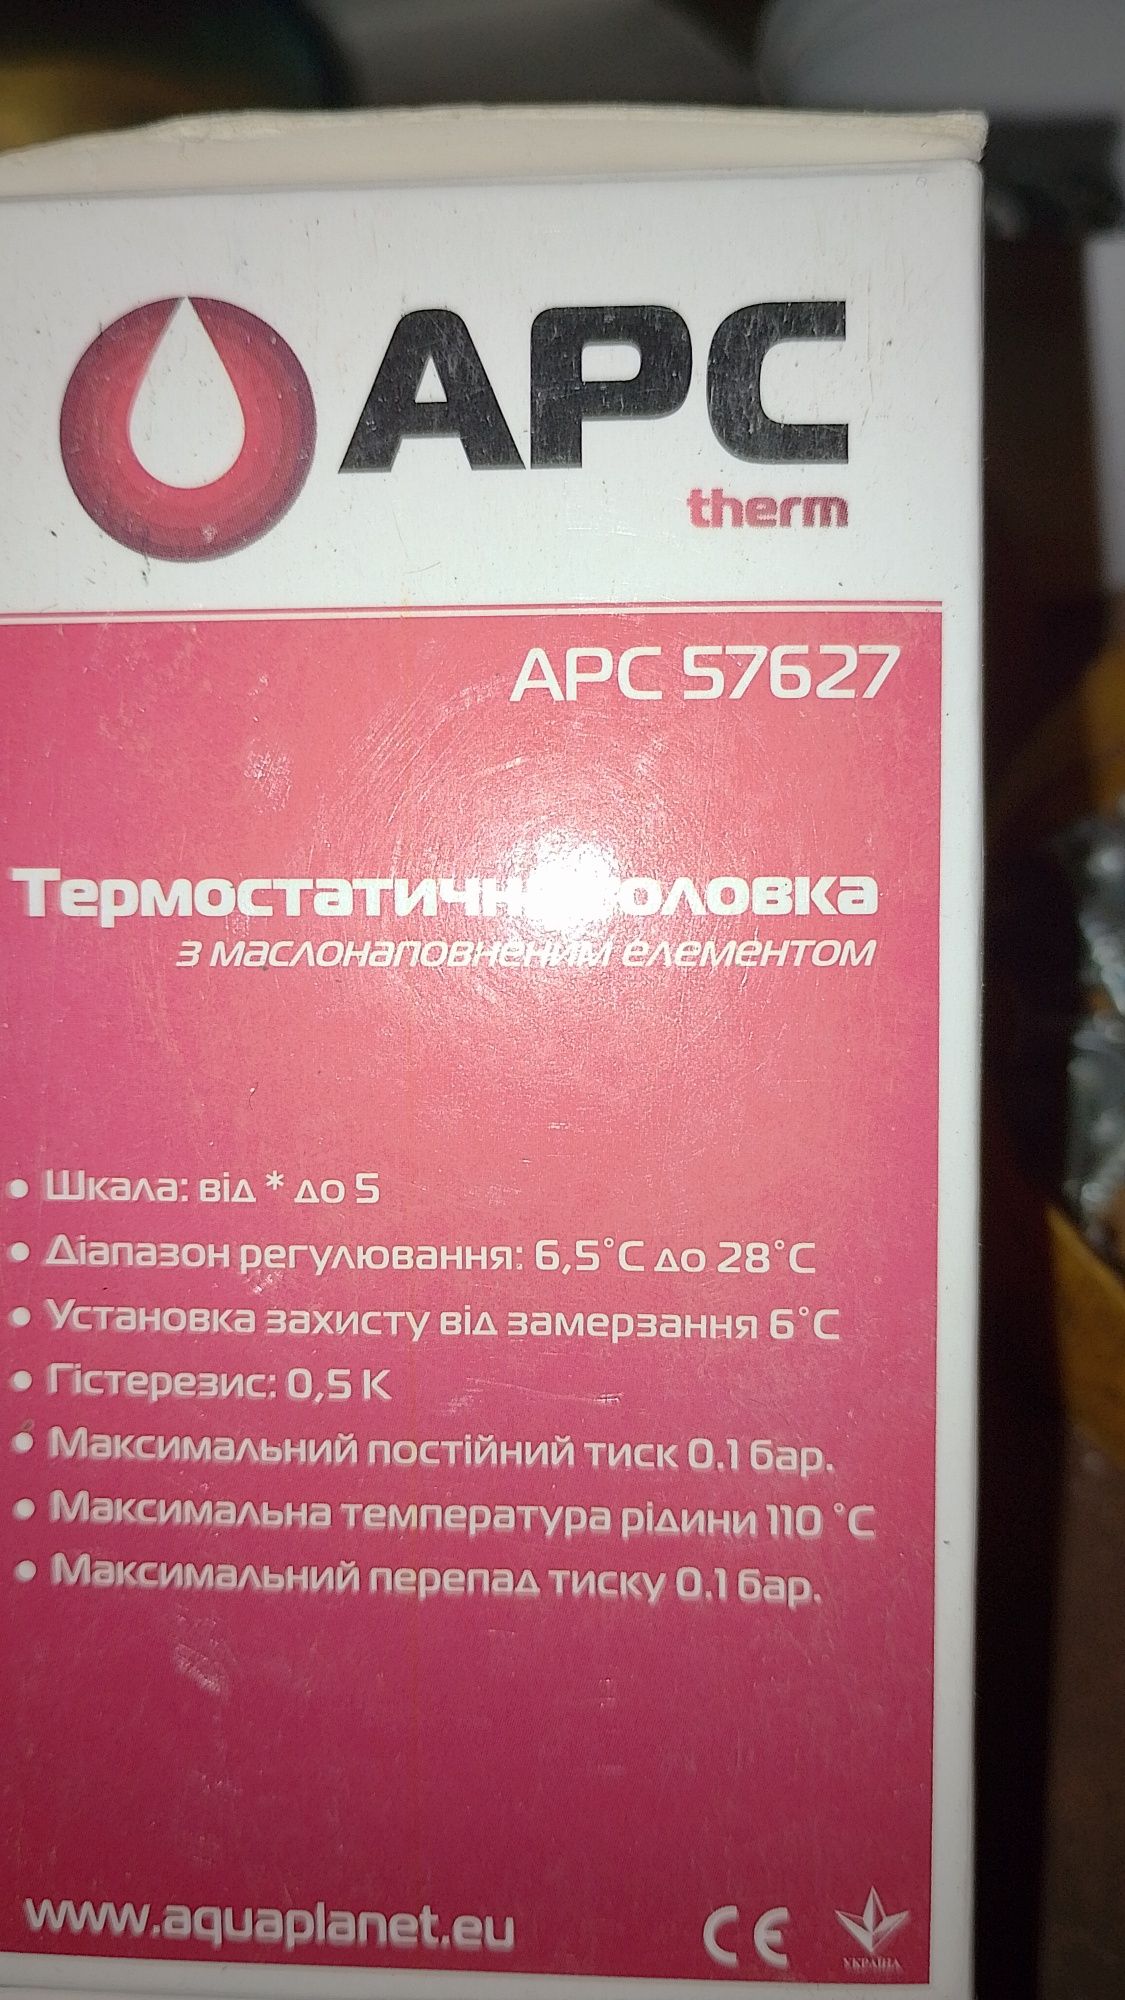 APC
therm
APC 57627
з маслонаповненим елементом
• Шкала: від * до 5
• Діапазон регулювання: 6,5°C до 28°C
• Установка захисту від замерзання 6°C
• Гістерезис: 0,5 К
• Максимальний постійний тиск 0.1 бар.
• Максимальна температура рідини 110 °C
• Максимальний перепад тиску 0.1 бар.
www.aquaplanet.eu
CE
УКРАЇНА